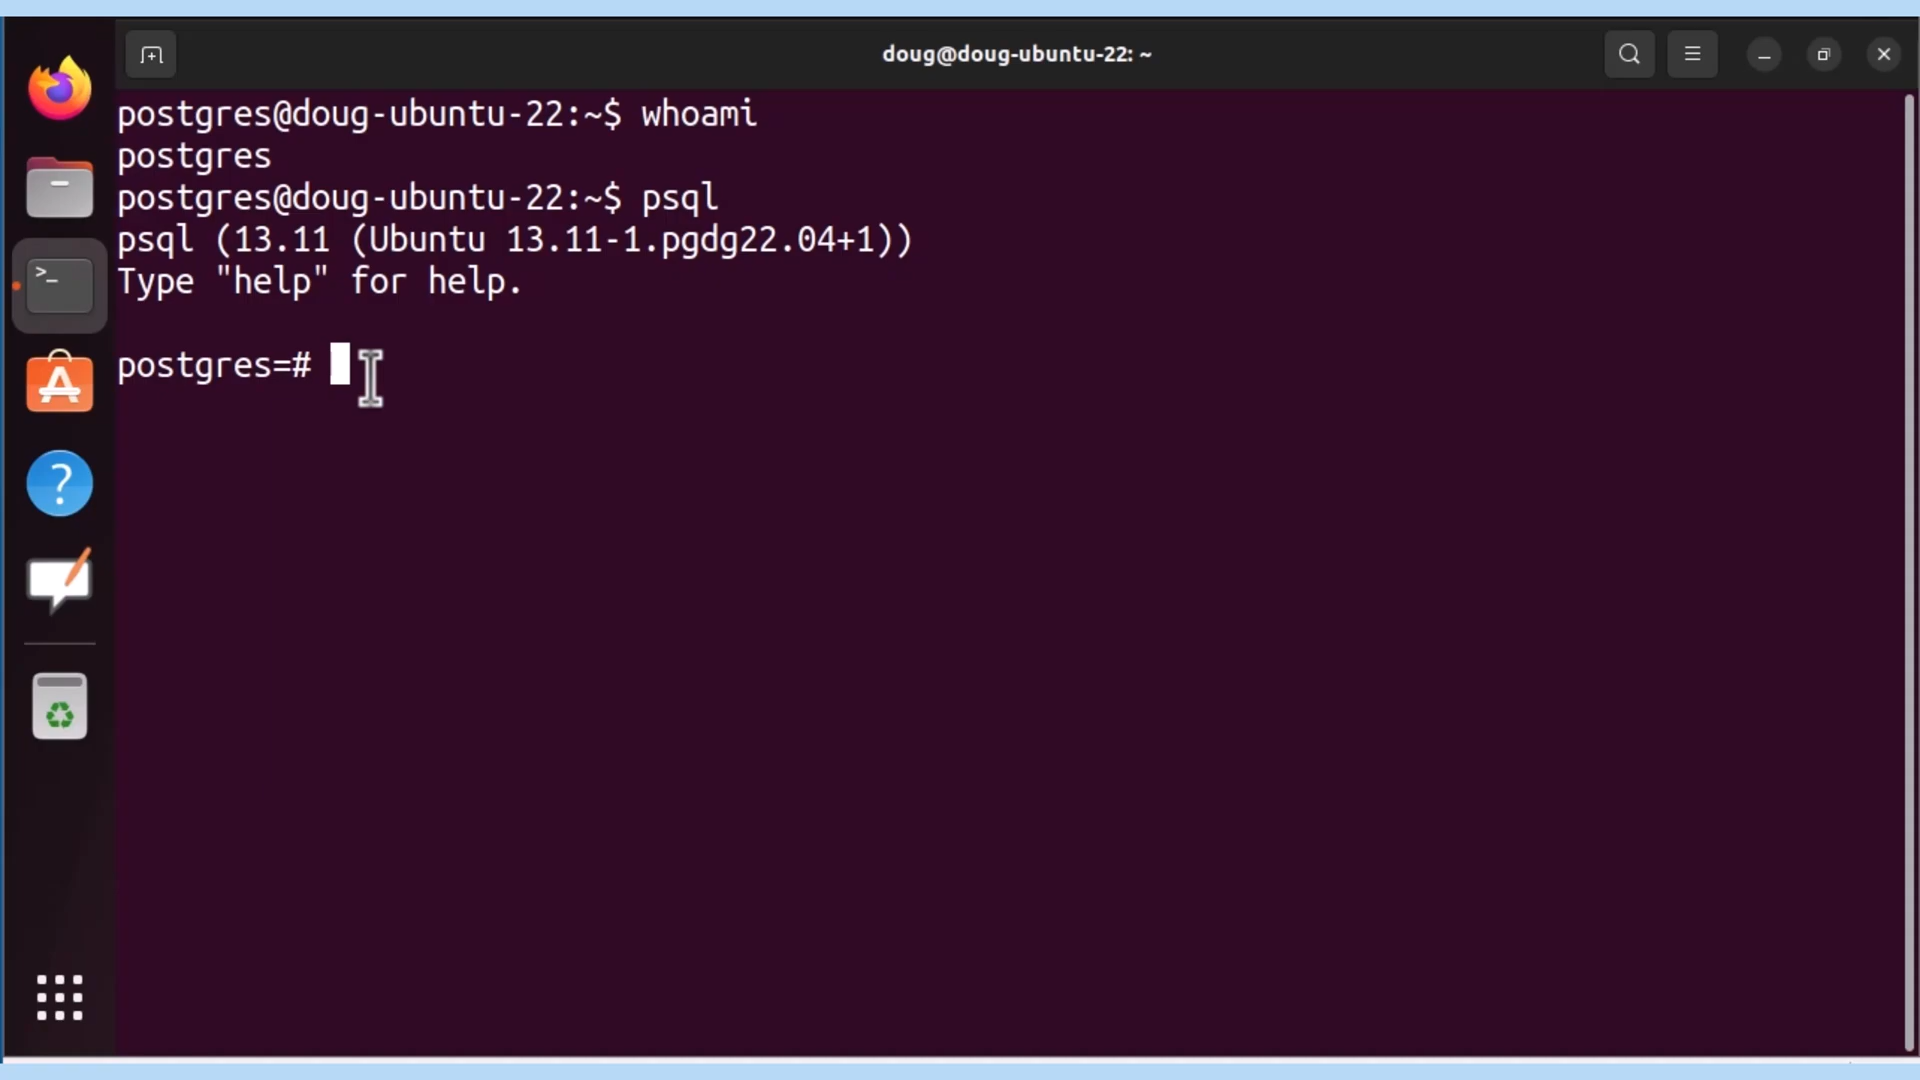 doug@doug-ubuntu-22: ~
postgres@doug-ubuntu-22:~$ whoami
postgres
postgres@doug-ubuntu-22:~$ psql
psql (13.11 (Ubuntu 13.11-1.pgdg22.04+1))
Type "help" for help.
postgres=#